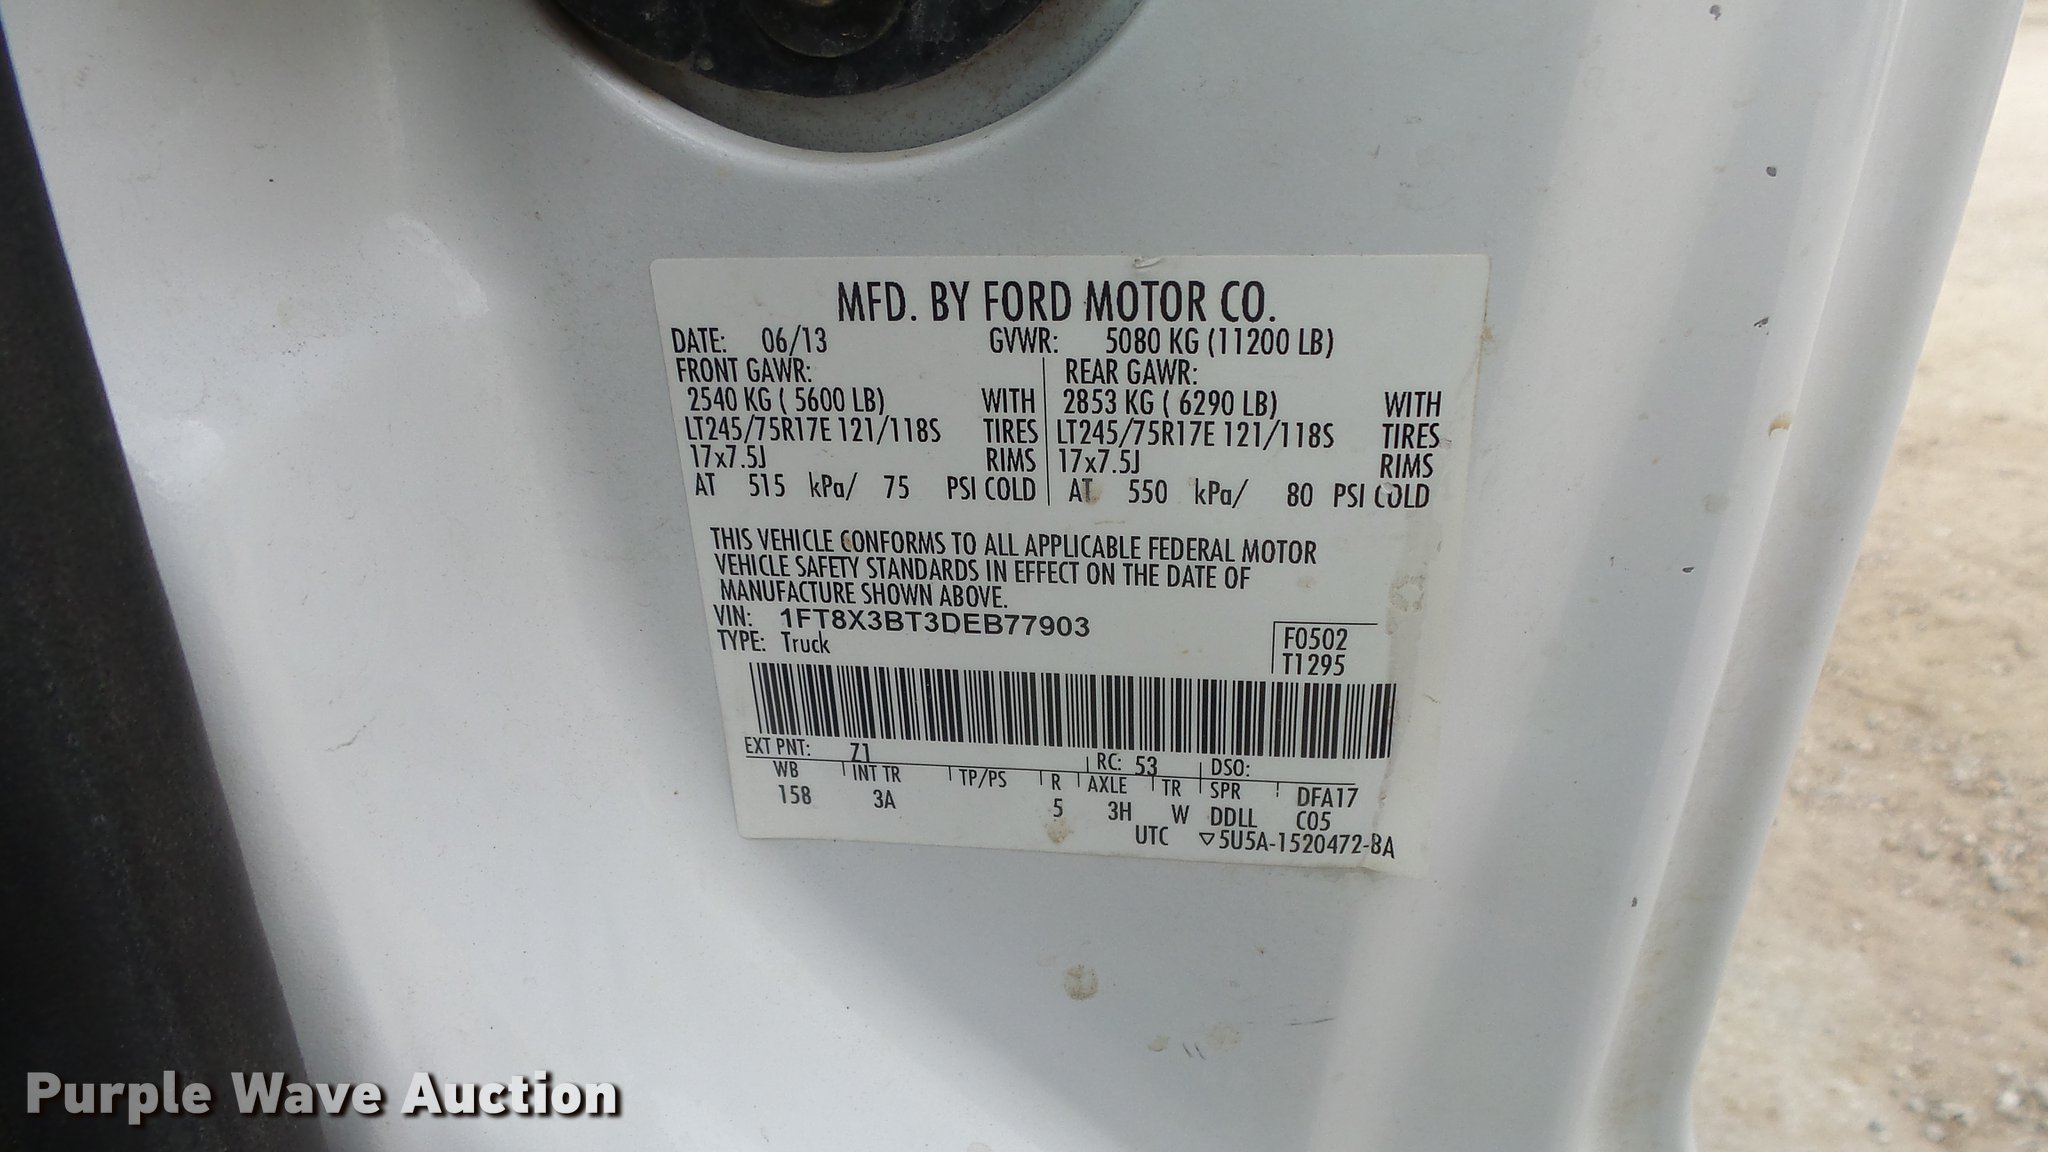 MFD. BY FORD MOTOR CO.
DATE: 06/13 GVWR: 5080 KG (11200 LB)
FRONT GAWR: REAR GAWR:
2540 KG ( 5600 LB) WITH 2853 KG ( 6290 LB) WITH
LT245/75R17E 121/118S TIRES LT245/75R17E 121/118S TIRES
17x7.5J RIMS 17x7.5J RIMS
AT 515 kPa/ 75 PSI COLD AT 550 kPa/ 80 PSI COLD
THIS VEHICLE CONFORMS TO ALL APPLICABLE FEDERAL MOTOR
VEHICLE SAFETY STANDARDS IN EFFECT ON THE DATE OF
MANUFACTURE SHOWN ABOVE.
VIN: 1FT8X3BT3DEB77903
TYPE: Truck
F0502
T1295
EXT PNT: Z1 RC: 53 DSO:
WB INT TR TP/PS R AXLE TR SPR DFA17
158 3A 5 3H W DDLL C05
UTC ▽5U5A-1520472-BA
Purple Wave Auction